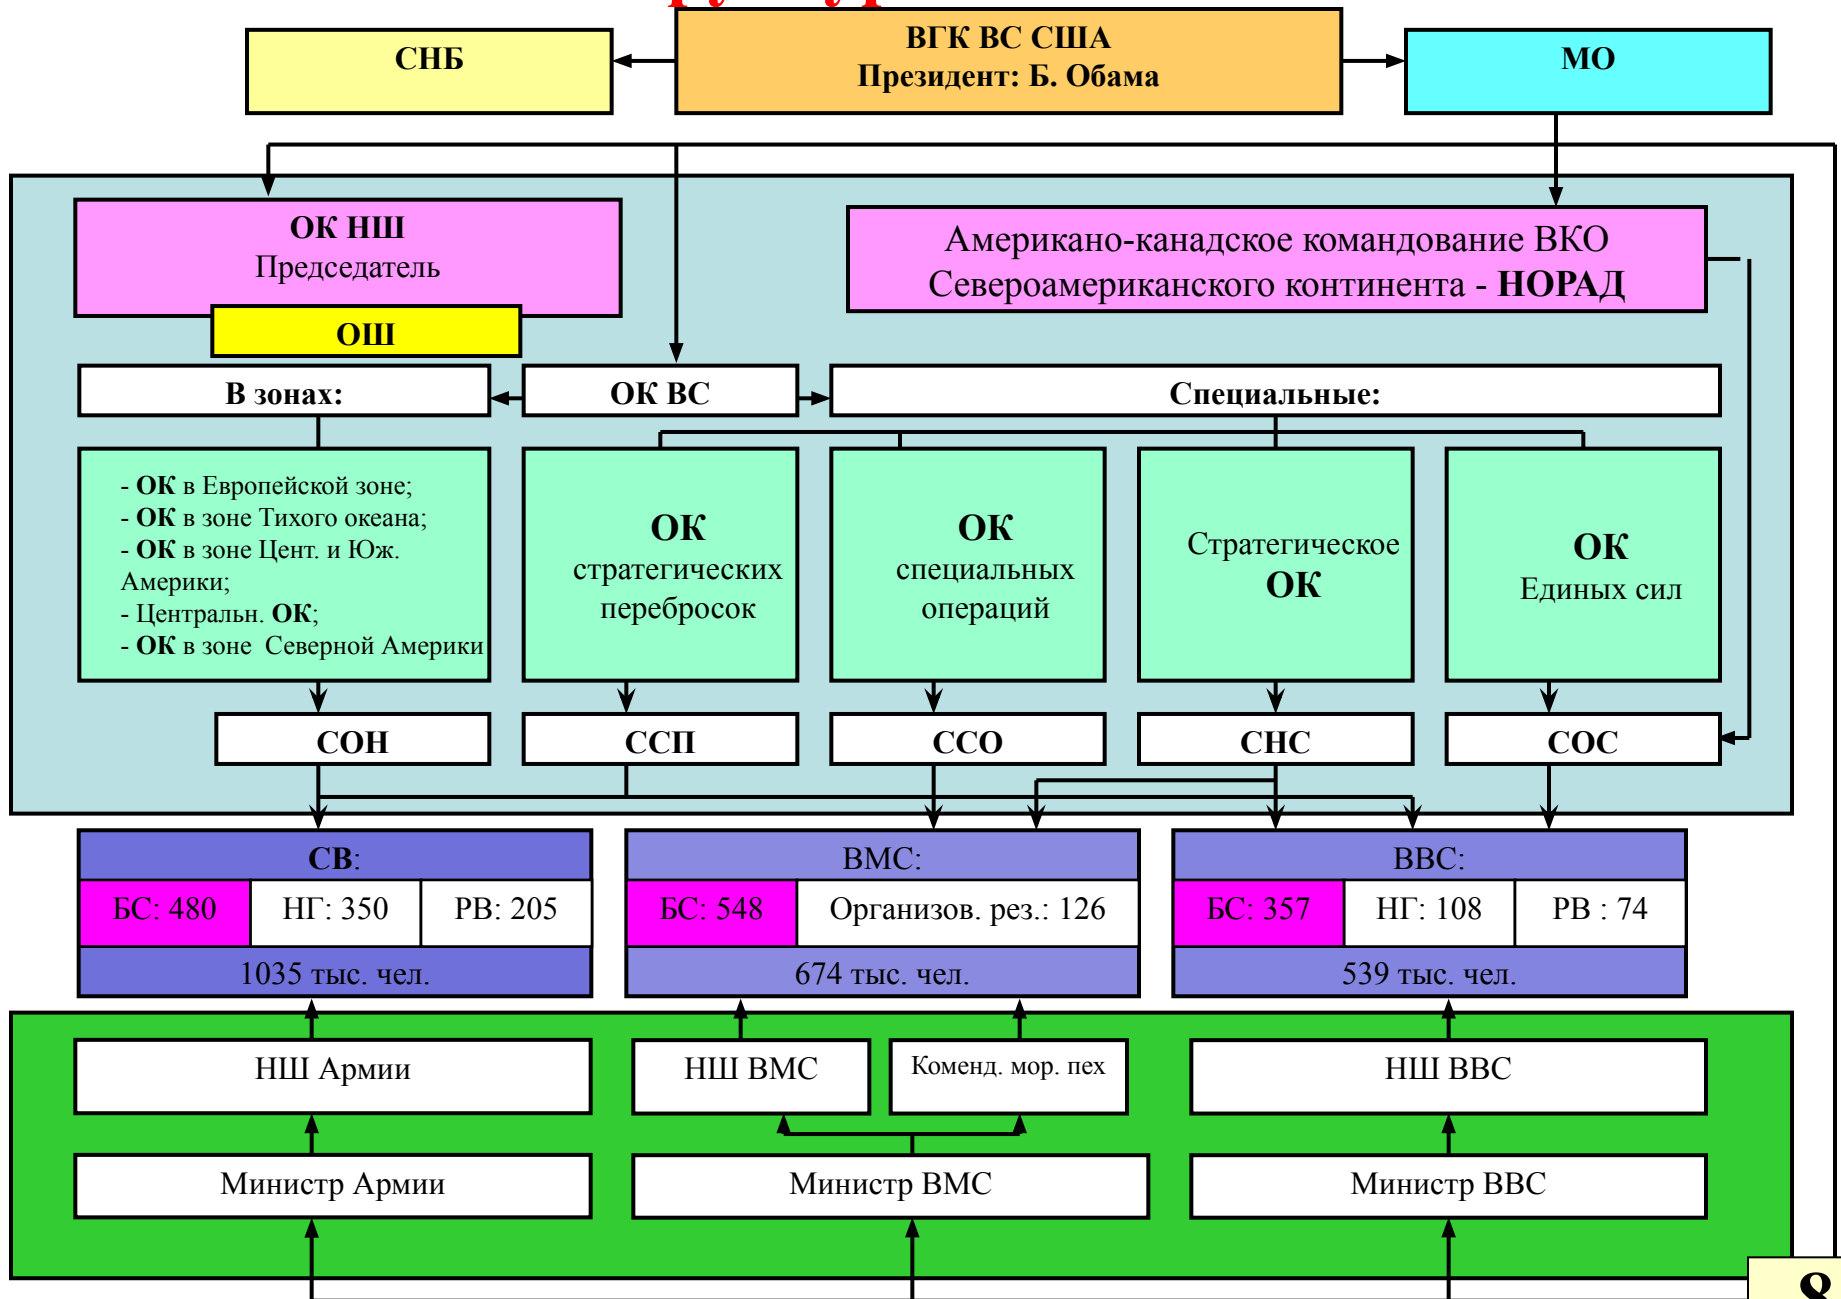 СНБ
ВГК ВС США
Президент: Б. Обама
МО
ОК НШ
Председатель
ОШ
Американо-канадское командование ВКО
Североамериканского континента - НОРАД
В зонах:
ОК ВС
Специальные:
- ОК в Европейской зоне;
- ОК в зоне Тихого океана;
- ОК в зоне Цент. и Юж.
Америки;
- Центральн. ОК;
- ОК в зоне Северной Америки
ОК
стратегических
перебросок
ОК
специальных
операций
Стратегическое
ОК
ОК
Единых сил
СОН
ССП
ССО
СНС
СОС
СВ:
БС: 480
НГ: 350
РВ: 205
1035 тыс. чел.
ВМС:
БС: 548
Организов. рез.: 126
674 тыс. чел.
ВВС:
БС: 357
НГ: 108
РВ : 74
539 тыс. чел.
НШ Армии
НШ ВМС
Коменд. мор. пех
НШ ВВС
Министр Армии
Министр ВМС
Министр ВВС
8